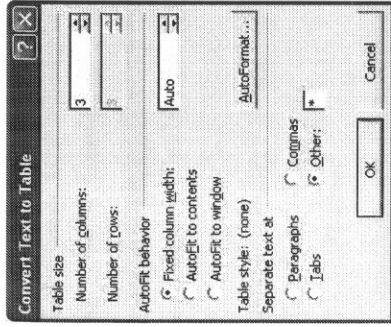 Convert Text to Table
Table size
Number of columns: 3
Number of rows: 3
AutoFit behavior
Fixed column width: Auto
AutoFit to contents
AutoFit to window
Table style: (none) AutoFormat...
Separate text at
Paragraphs Commas
Tabs Other: *
OK Cancel